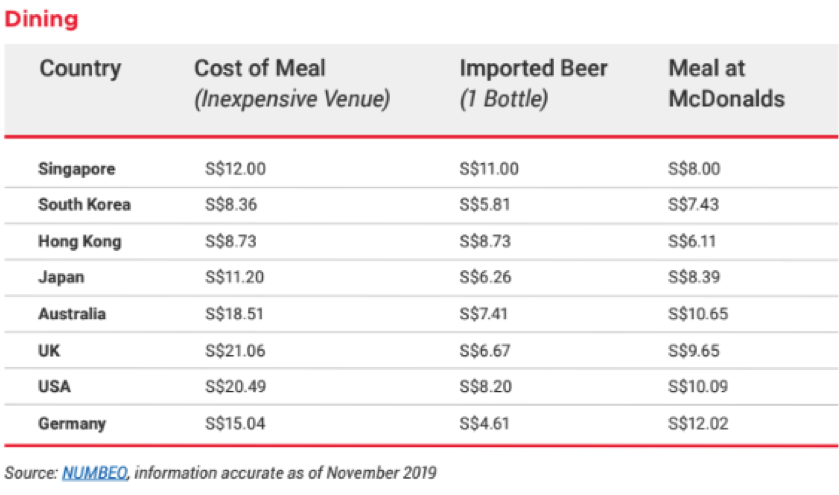 Dining
Country Cost of Meal Imported Beer Meal at
(Inexpensive Venue) (1 Bottle) McDonalds
Singapore S$12.00 S$11.00 S$8.00
South Korea S$8.36 S$5.81 S$7.43
Hong Kong S$8.73 S$8.73 S$6.11
Japan S$11.20 S$6.26 S$8.39
Australia S$18.51 S$7.41 S$10.65
UK S$21.06 S$6.67 S$9.65
USA S$20.49 S$8.20 S$10.09
Germany S$15.04 S$4.61 S$12.02
Source: NUMBEO, information accurate as of November 2019